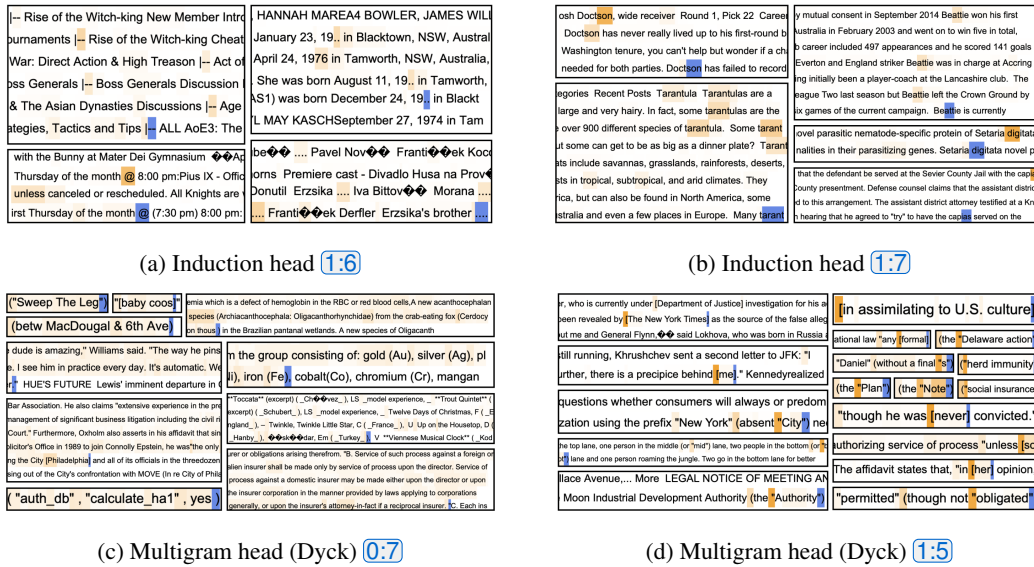 |-- Rise of the Witch-king New Member Intro
ournaments |-- Rise of the Witch-king Cheat
War: Direct Action & High Treason |-- Act of
oss Generals |-- Boss Generals Discussion
& The Asian Dynasties Discussions |-- Age
ategies, Tactics and Tips |-- ALL AoE3: The
, HANNAH MAREA4 BOWLER, JAMES WILL
January 23, 19.. in Blacktown, NSW, Austral
April 24, 1976 in Tamworth, NSW, Australia,
. She was born August 11, 19.. in Tamworth,
AS1) was born December 24, 19.. in Blackt
'L MAY KASCHSeptember 27, 1974 in Tam
with the Bunny at Mater Dei Gymnasium ��Ap
Thursday of the month @ 8:00 pm:Pius IX - Offic
unless canceled or rescheduled. All Knights are
irst Thursday of the month @ (7:30 pm) 8:00 pm:
be�� .... Pavel Nov�� Franti��ek Koc
orns Premiere cast - Divadlo Husa na Prov�
Donutil Erzsika .... Iva Bittov�� Morana ....
.... Franti��ek Derfler Erzsika's brother ....
(a) Induction head 1:6
osh Doctson, wide receiver Round 1, Pick 22 Career
Doctson has never really lived up to his first-round b
Washington tenure, you can't help but wonder if a cha
needed for both parties. Doctson has failed to record
egories Recent Posts Tarantula Tarantulas are a
large and very hairy. In fact, some tarantulas are the
over 900 different species of tarantula. Some tarant
ut some can get to be as big as a dinner plate? Tarant
ats include savannas, grasslands, rainforests, deserts,
sts in tropical, subtropical, and arid climates. They
rica, but can also be found in North America, some
stralia and even a few places in Europe. Many tarant
y mutual consent in September 2014 Beattie won his first
ustralia in February 2003 and went on to win five in total,
b career included 497 appearances and he scored 141 goals
Everton and England striker Beattie was in charge at Accring
ing initially been a player-coach at the Lancashire club. The
eague Two last season but Beattie left the Crown Ground by
ix games of the current campaign. Beattie is currently
ovel parasitic nematode-specific protein of Setaria digitata
nalities in their parasitizing genes. Setaria digitata novel p
that the defendant be served at the Sevier County Jail with the capia
County presentment. Defense counsel claims that the assistant distric
d to this arrangement. The assistant district attorney testified at a Kn
hearing that he agreed to "try" to have the capias served on the
(b) Induction head 1:7
("Sweep The Leg")
"[baby coos]"
(betw MacDougal & 6th Ave)
emia which is a defect of hemoglobin in the RBC or red blood cells,A new acanthocephalan
species (Archiacanthocephala: Oligacanthorhynchidae) from the crab-eating fox (Cerdocy
on thous ) in the Brazilian pantanal wetlands. A new species of Oligacanth
dude is amazing," Williams said. "The way he pins
e. I see him in practice every day. It's automatic. We
r." HUE'S FUTURE Lewis' imminent departure in
m the group consisting of: gold (Au), silver (Ag), pl
Ni), iron (Fe), cobalt(Co), chromium (Cr), mangan
Bar Association. He also claims "extensive experience in the pre
management of significant business litigation including the civil ri
Court." Furthermore, Oxholm also asserts in his affidavit that sin
olicitor's Office in 1989 to join Connolly Epstein, he was"the only
ng the City [Philadelphia] and all of its officials in the threedozen
sing out of the City's confrontation with MOVE (In re City of Phila
**Toccata** (excerpt) ( _Ch��vez_ ), LS _model experience, _ **Trout Quintet** (
excerpt) ( _Schubert_ ), LS _model experience, _ Twelve Days of Christmas, F ( _E
ngland_ ), – Twinkle, Twinkle Little Star, C ( _France_ ), U Up on the Housetop, D (
_Hanby_ ), ��sk��dar, Em ( _Turkey_ ), V **Viennese Musical Clock** ( _Kod
( "auth_db" , "calculate_ha1" , yes )
rer or obligations arising therefrom. "B. Service of such process against a foreign or
alien insurer shall be made only by service of process upon the director. Service of
process against a domestic insurer may be made either upon the director or upon
the insurer corporation in the manner provided by laws applying to corporations
generally, or upon the insurer's attorney-in-fact if a reciprocal insurer. "C. Each ins
(c) Multigram head (Dyck) 0:7
er, who is currently under [Department of Justice] investigation for his ac
been revealed by [The New York Times] as the source of the false alleg
out me and General Flynn,�� said Lokhova, who was born in Russia
still running, Khrushchev sent a second letter to JFK: "I
urther, there is a precipice behind [me]." Kennedyrealized
questions whether consumers will always or predom
zation using the prefix "New York" (absent "City") nec
the top lane, one person in the middle (or "mid") lane, two people in the bottom (or "b
ot") lane and one person roaming the jungle. Two go in the bottom lane for better
llace Avenue,... More LEGAL NOTICE OF MEETING AN
Moon Industrial Development Authority (the "Authority")
[in assimilating to U.S. culture]
ational law "any [formal]
(the "Delaware action"
"Daniel" (without a final "s")
("herd immunity
(the "Plan")
(the "Note")
("social insurance
"though he was [never] convicted."
uthorizing service of process "unless [so
The affidavit states that, "in [her] opinion
"permitted" (though not "obligated"
(d) Multigram head (Dyck) 1:5